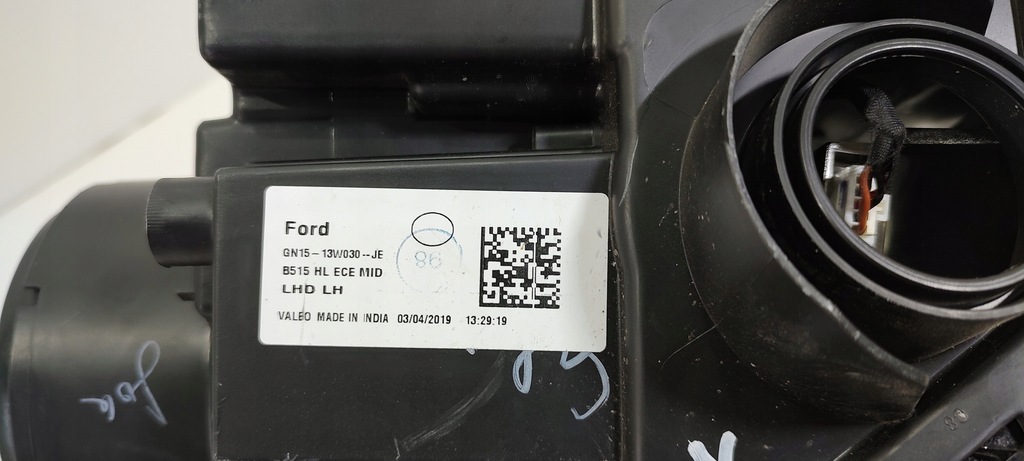 Ford
GN15-13W030--JE
B515 HL ECE MID
LHD LH
VALEO MADE IN INDIA 03/04/2019 13:29:19
86